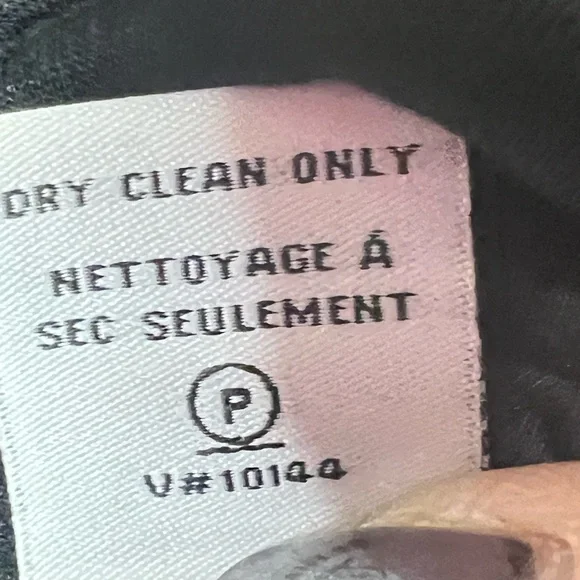 DRY CLEAN ONLY
NETTOYAGE Á
SEC SEULEMENT
P
V#10144